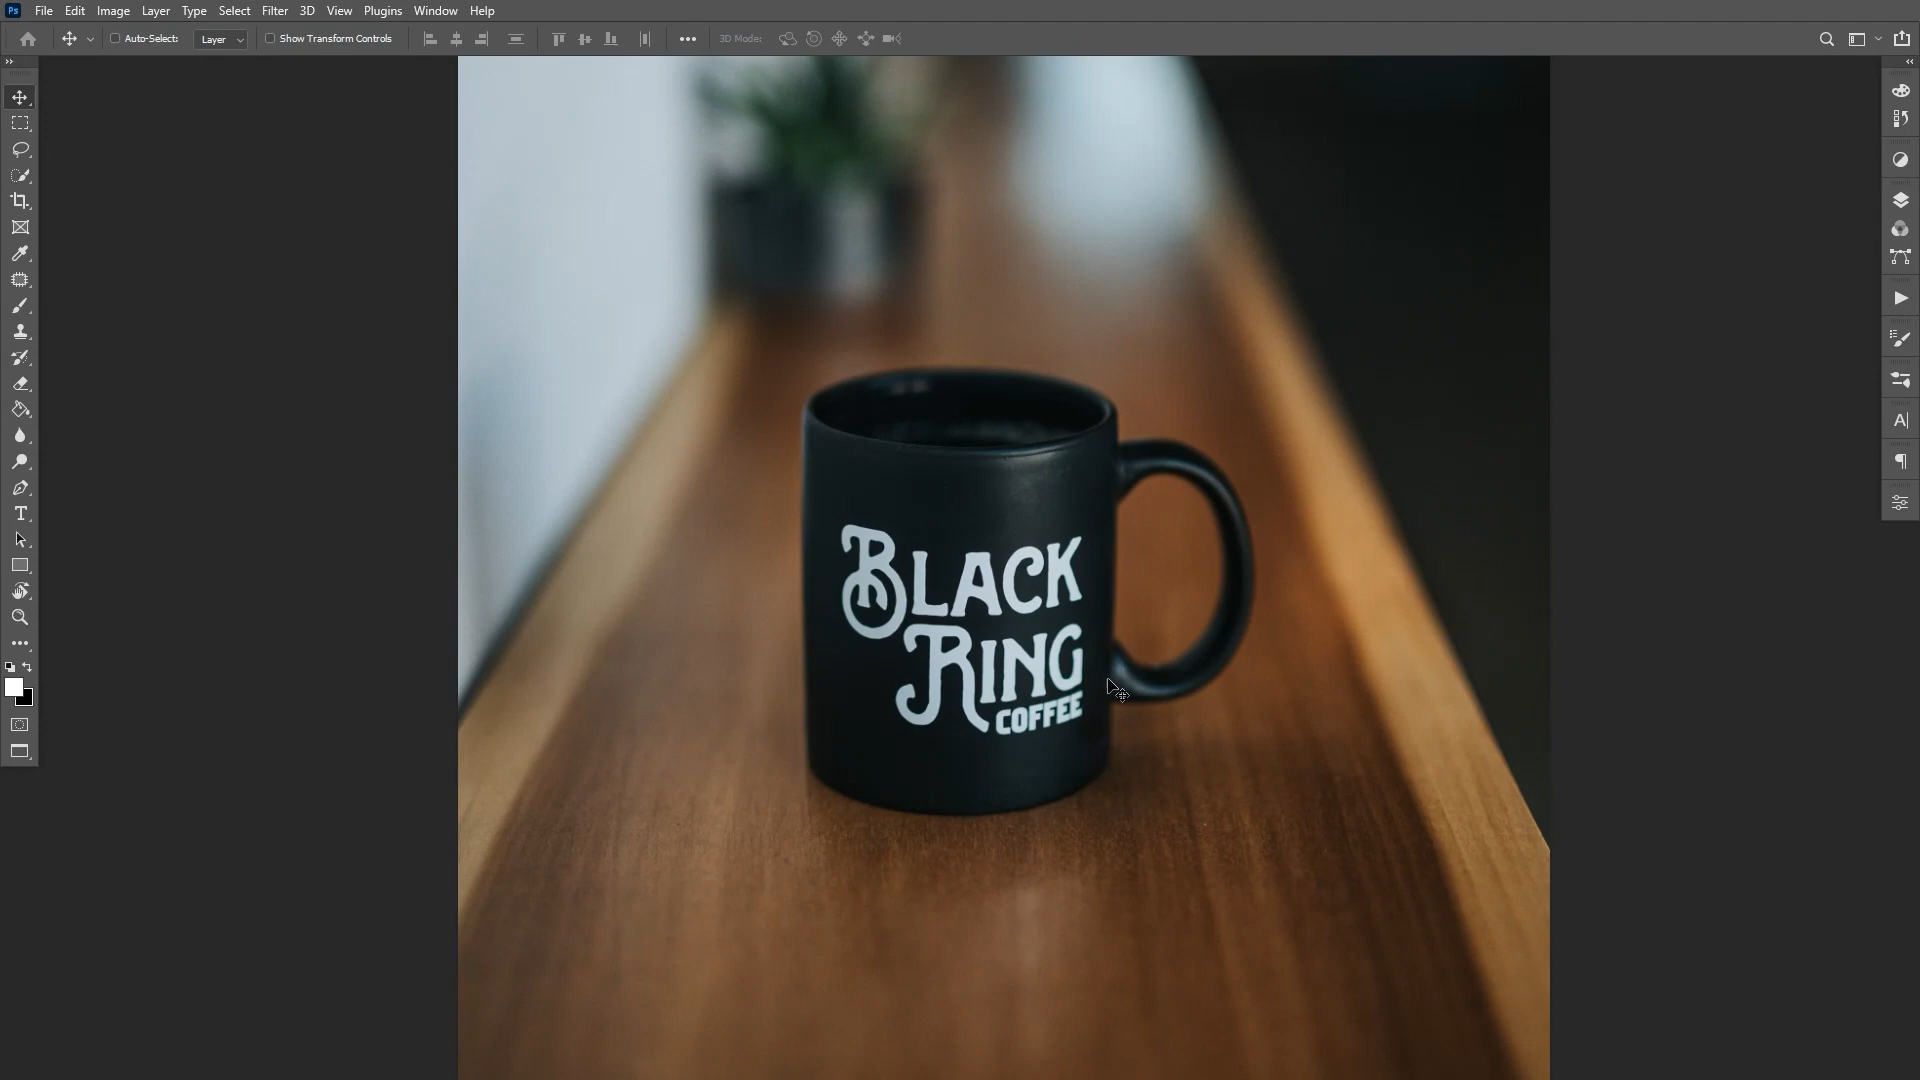 Ps File Edit Image Layer Type Select Filter 3D View Plugins Window Help
Auto-Select: Layer Show Transform Controls 3D Mode:
BLACK
RING
COFFEE